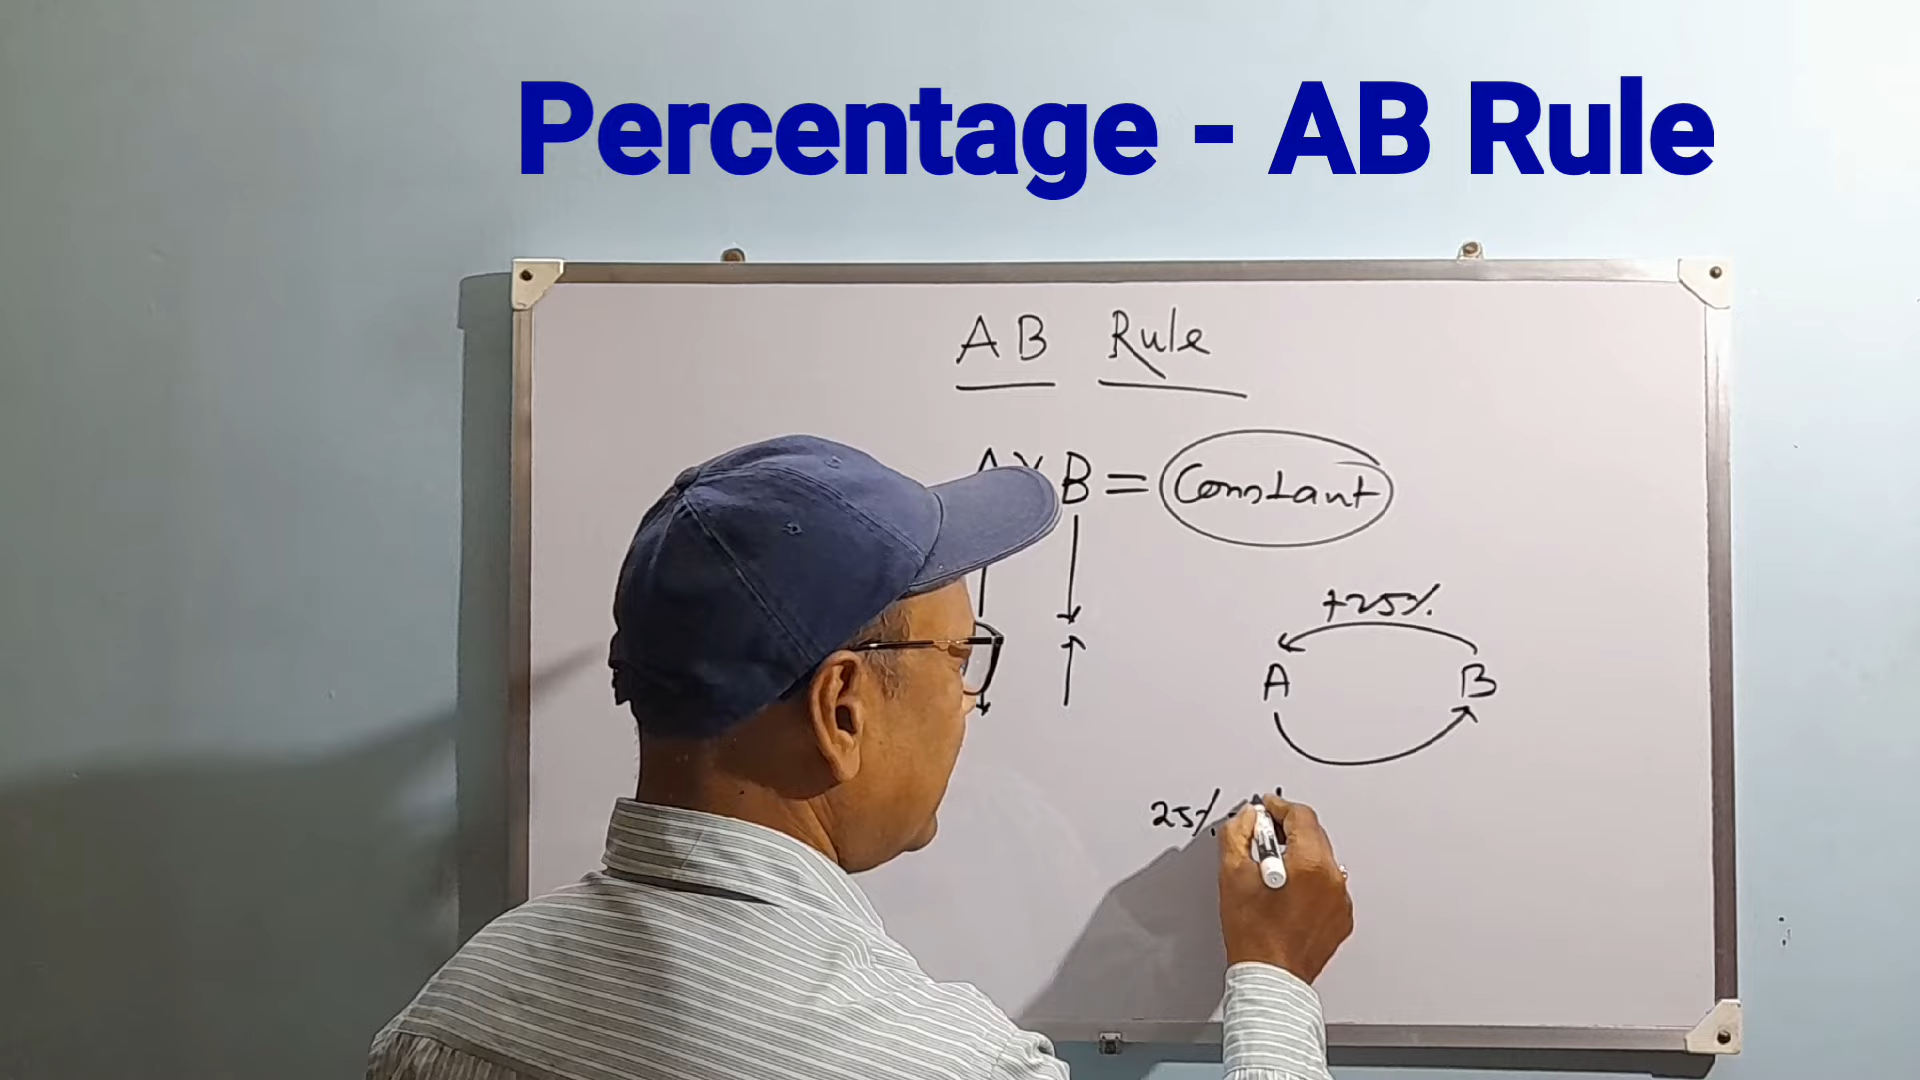 Percentage - AB Rule
AB Rule
A × B = Constant
+25%
A B
25%